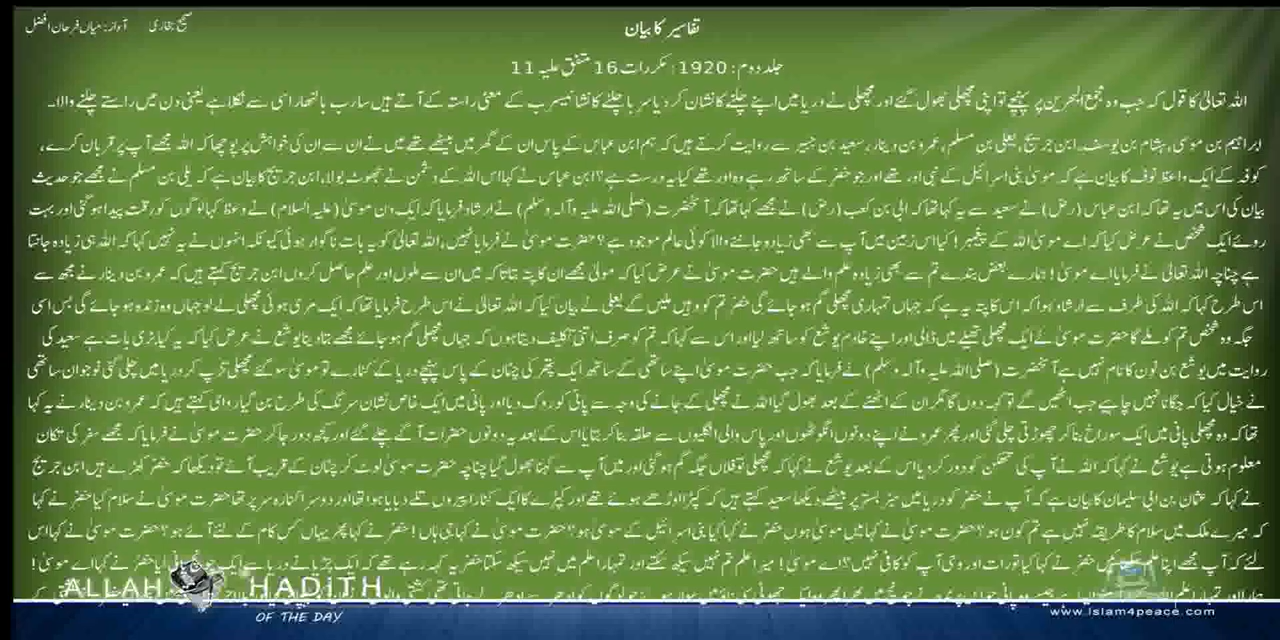 صحیح بخاری
آواز: میاں فرحان افضل
تفاسیر کا بیان
جلد دوم: 1920: مکررات 16 متفق علیہ 11
اللہ تعالیٰ کا قول کہ جب وہ مجمع البحرین پر پہنچے تو اپنی مچھلی بھول گئے اور مچھلی نے دریا میں اپنے چلنے کا نشان کر دیا سربا چلنے کا نشان یسرب کے معنی راستہ کے آتے ہیں سارب بالنھار اسی سے نکلا ہے یعنی دن میں راستے چلنے والا۔
ابراہیم بن موسی، ہشام بن یوسف، ابن جریج، یعلی بن مسلم، عمرو بن دینار، سعید بن جبیر سے روایت کرتے ہیں کہ ہم ابن عباس کے پاس ان کے گھر میں بیٹھے تھے میں نے ان سے ان کی خواہش پر پوچھا کہ اللہ مجھے آپ پر قربان کرے،
کوفہ کے ایک واعظ نوف کا بیان ہے کہ موسیٰ بنی اسرائیل کے نبی اور تھے اور جو خضر کے ساتھ رہے وہ اور تھے کیا یہ درست ہے؟ ابن عباس نے کہا اس اللہ کے دشمن نے جھوٹ بولا، ابن جریج کا بیان ہے کہ یلی بن مسلم نے مجھے جو حدیث
بیان کی اس میں یہ تھا کہ ابن عباس (رض) نے سعید سے یہ کہا تھا کہ ابی بن کعب (رض) نے مجھے کہا تھا کہ آنحضرت (صلی اللہ علیہ وآلہ وسلم) نے ارشاد فرمایا کہ ایک دن موسیٰ (علیہ السلام) نے وعظ کہا لوگوں کو رقت پیدا ہو گئی اور بہت
روئے ایک شخص نے عرض کیا کہ اے موسیٰ اللہ کے پیغمبر! کیا اس زمین میں آپ سے بھی زیادہ جاننے والا کوئی عالم موجود ہے؟ حضرت موسیٰ نے فرمایا نہیں، اللہ تعالیٰ کو یہ بات ناگوار ہوئی کیونکہ انہوں نے یہ نہیں کہا کہ اللہ ہی زیادہ جانتا
ہے چناچہ اللہ تعالیٰ نے فرمایا اے موسیٰ! ہمارے بعض بندے تم سے بھی زیادہ علم والے ہیں حضرت موسیٰ نے عرض کیا کہ مولیٰ مجھے ان کا پتہ بتا تاکہ میں ان سے ملوں اور علم حاصل کروں ابن جریج کہتے ہیں کہ عمرو بن دینار نے مجھ سے
اس طرح کہا کہ اللہ کی طرف سے ارشاد ہوا کہ اس کا پتہ یہ ہے کہ جہاں تمہاری مچھلی گم ہو جائے گی خضر تم کو وہیں ملیں گے یعلی نے بیان کیا کہ اللہ تعالیٰ نے اس طرح فرمایا تھا کہ ایک مری ہوئی مچھلی لے لو جہاں وہ زندہ ہو جائے گی بس اسی
جگہ وہ شخص تم کو ملے گا حضرت موسیٰ نے ایک مچھلی تھیلے میں ڈالی اور اپنے خادم یوشع کو ساتھ لیا اور اس سے کہا کہ تم کو صرف اتنی تکلیف دیتا ہوں کہ جہاں مچھلی گم ہو جائے مجھے بتا دینا یوشع نے عرض کیا کہ یہ کیا بڑی بات ہے سعید کی
روایت میں یوشع بن نون کا نام نہیں ہے آنحضرت (صلی اللہ علیہ وآلہ وسلم) نے فرمایا کہ جب حضرت موسیٰ اپنے ساتھی کے ساتھ ایک پتھر کی چٹان کے پاس پہنچے دریا کے کنارے تو موسیٰ سو گئے مچھلی تڑپ کر دریا میں چلی گئی نوجوان ساتھی
نے خیال کیا کہ جگانا نہیں چاہیے جب اٹھیں گے تو کہہ دوں گا مگر ان کے اٹھنے کے بعد بھول گیا اللہ نے مچھلی کے جانے کی وجہ سے پانی کو روک دیا اور پانی میں ایک خاص نشان سرنگ کی طرح بن گیا راوی کہتے ہیں کہ عمرو بن دینار نے یہ کہا
تھا کہ وہ مچھلی پانی میں ایک سوراخ بنا کر چھوڑتی چلی گئی اور پھر عمرو نے اپنے دونوں انگوٹھوں اور پاس والی انگلیوں سے حلقہ بنا کر بتایا اس کے بعد یہ دونوں حضرات آگے چلے گئے اور کچھ دور جا کر حضرت موسیٰ نے فرمایا کہ مجھے سفر کی تکان
معلوم ہوتی ہے یوشع نے کہا کہ اللہ نے آپ کی تھکن کو دور کر دیا اس کے بعد یوشع نے کہا کہ مچھلی تو فلاں جگہ گم ہو گئی اور میں آپ سے کہنا بھول گیا چناچہ حضرت موسیٰ لوٹ کر چٹان کے قریب آئے تو دیکھا کہ خضر کھڑے ہیں ابن جریج
نے کہا کہ عثمان بن ابی سلیمان کا بیان ہے کہ آپ نے خضر کو دریا میں سبز بستر پر بیٹھے دیکھا سعید کہتے ہیں کہ کپڑا اوڑھے ہوئے تھے اور کپڑے کا ایک کنارا پیروں تلے دبایا ہوا تھا اور دوسرا کنارہ سر پر تھا حضرت موسیٰ نے سلام کیا خضر نے کہا
کہ میرے ملک میں سلام کا طریقہ نہیں ہے تم کون ہو؟ حضرت موسیٰ نے کہا میں موسیٰ ہوں خضر نے کہا کیا بنی اسرائیل کے موسیٰ ہو؟ حضرت موسیٰ نے کہا جی ہاں! خضر نے کہا پھر یہاں کس کام کے لئے آئے ہو؟ حضرت موسیٰ نے کہا اس
لئے کہ آپ مجھے اپنا علم خضر نے کہا کیا تورات اور وحی آپ کو کافی نہیں؟ اے موسیٰ! میرا علم تم نہیں سیکھ سکتے اور تمہارا علم میں نہیں سیکھ سکتا خضر یہ کہہ رہے تھے کہ ایک چڑیا نے دریا سے ایک خضر نے کہا اے موسیٰ!
ALLAH HADITH
OF THE DAY
www.islam4peace.com